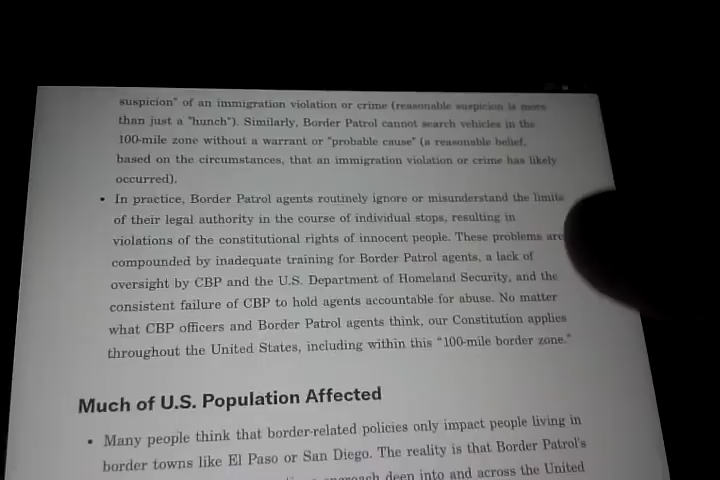 suspicion" of an immigration violation or crime (reasonable suspicion is more
than just a "hunch"). Similarly, Border Patrol cannot search vehicles in the
100-mile zone without a warrant or "probable cause" (a reasonable belief,
based on the circumstances, that an immigration violation or crime has likely
occurred).
• In practice, Border Patrol agents routinely ignore or misunderstand the limits
of their legal authority in the course of individual stops, resulting in
violations of the constitutional rights of innocent people. These problems are
compounded by inadequate training for Border Patrol agents, a lack of
oversight by CBP and the U.S. Department of Homeland Security, and the
consistent failure of CBP to hold agents accountable for abuse. No matter
what CBP officers and Border Patrol agents think, our Constitution applies
throughout the United States, including within this "100-mile border zone."
Much of U.S. Population Affected
• Many people think that border-related policies only impact people living in
border towns like El Paso or San Diego. The reality is that Border Patrol's
approach deep into and across the United